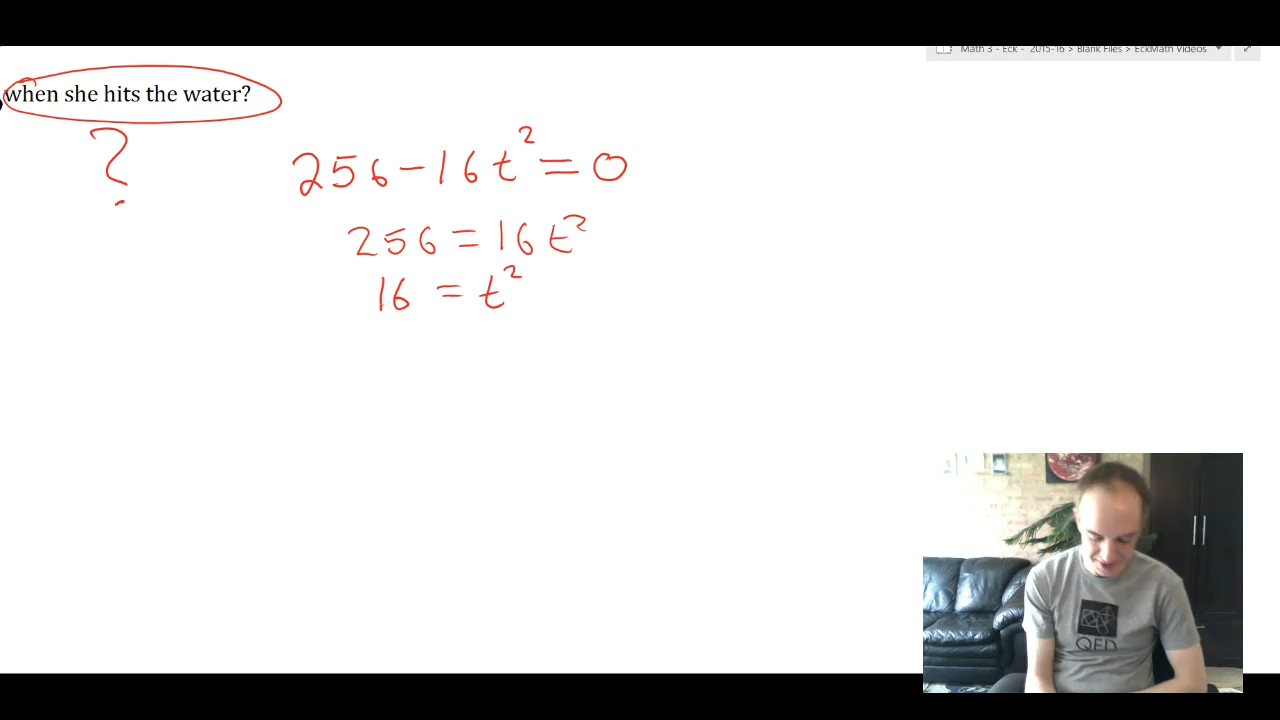 Math 3 - Eck - 2015-16 > Blank Files > EckMath Videos
when she hits the water?
?
256 - 16t² = 0
256 = 16t²
16 = t²
QED